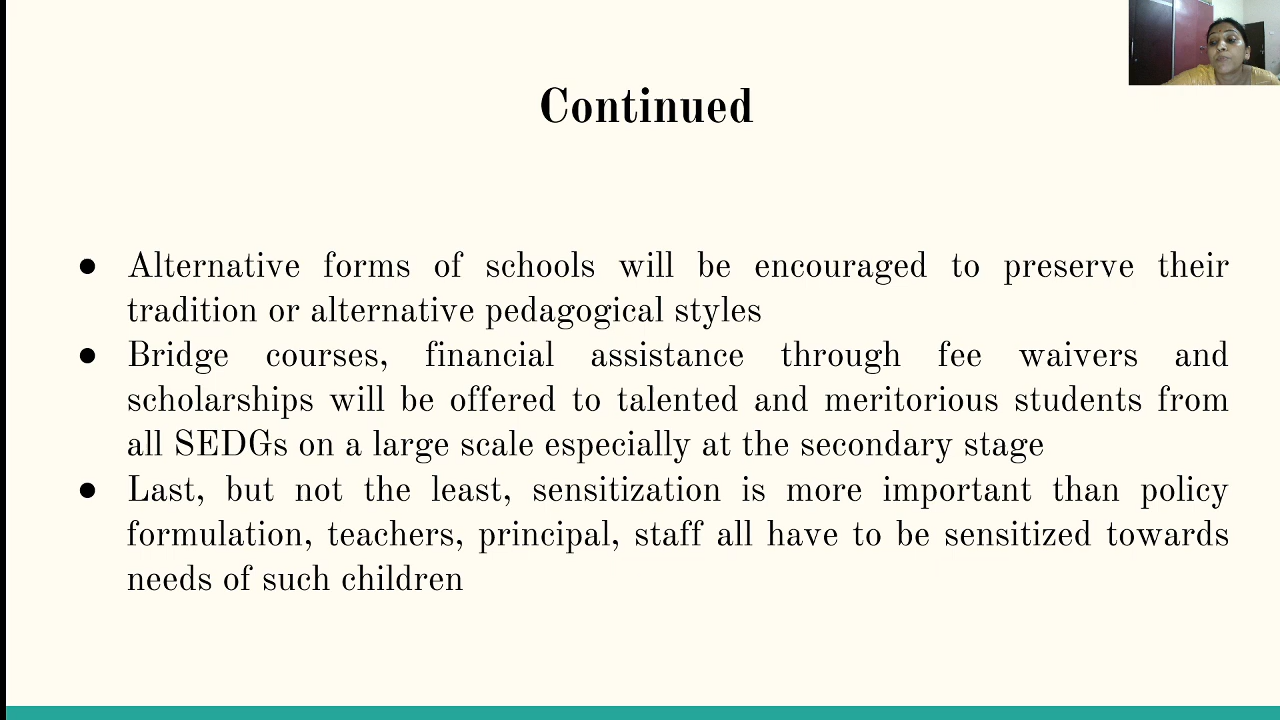 Continued
● Alternative forms of schools will be encouraged to preserve their
tradition or alternative pedagogical styles
● Bridge courses, financial assistance through fee waivers and
scholarships will be offered to talented and meritorious students from
all SEDGs on a large scale especially at the secondary stage
● Last, but not the least, sensitization is more important than policy
formulation, teachers, principal, staff all have to be sensitized towards
needs of such children